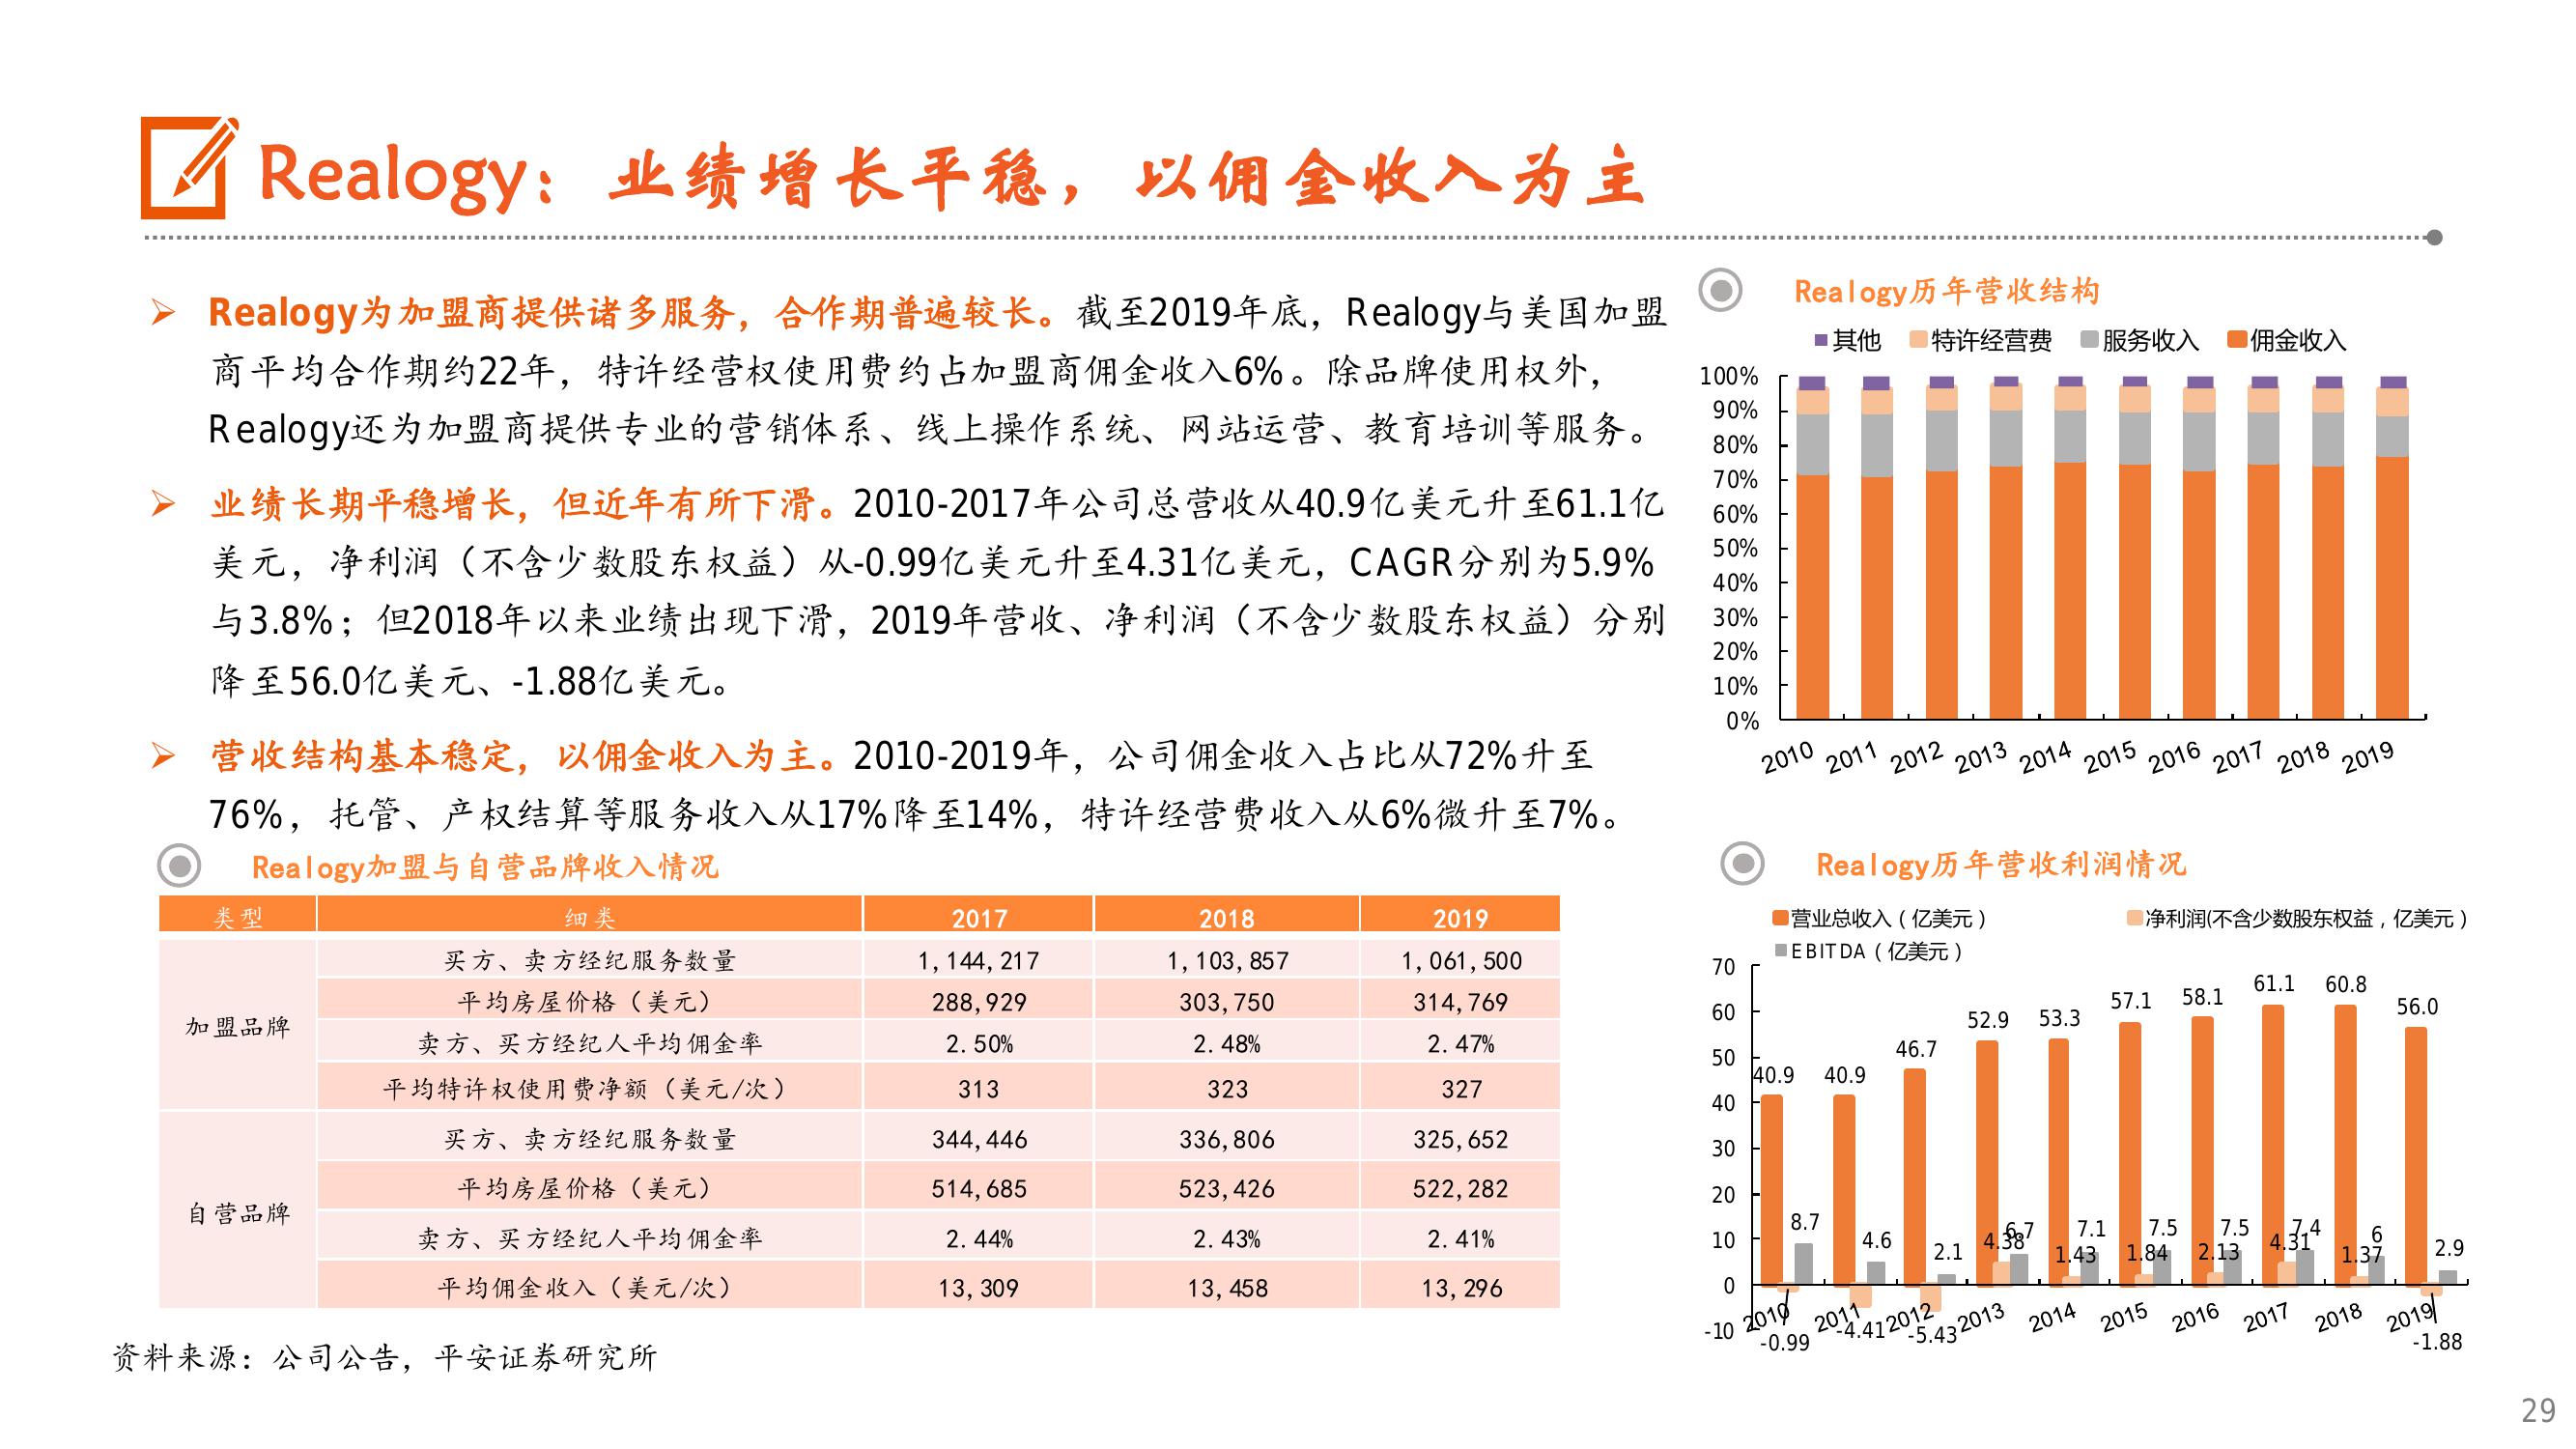 Realogy：业绩增长平稳，以佣金收入为主
➢ Realogy为加盟商提供诸多服务，合作期普遍较长。截至2019年底，Realogy与美国加盟
商平均合作期约22年，特许经营权使用费约占加盟商佣金收入6%。除品牌使用权外，
Realogy还为加盟商提供专业的营销体系、线上操作系统、网站运营、教育培训等服务。
➢ 业绩长期平稳增长，但近年有所下滑。2010-2017年公司总营收从40.9亿美元升至61.1亿
美元，净利润（不含少数股东权益）从-0.99亿美元升至4.31亿美元，CAGR分别为5.9%
与3.8%；但2018年以来业绩出现下滑，2019年营收、净利润（不含少数股东权益）分别
降至56.0亿美元、-1.88亿美元。
➢ 营收结构基本稳定，以佣金收入为主。2010-2019年，公司佣金收入占比从72%升至
76%，托管、产权结算等服务收入从17%降至14%，特许经营费收入从6%微升至7%。
Realogy加盟与自营品牌收入情况
类型 细类 2017 2018 2019
加盟品牌
买方、卖方经纪服务数量 1,144,217 1,103,857 1,061,500
平均房屋价格（美元） 288,929 303,750 314,769
卖方、买方经纪人平均佣金率 2.50% 2.48% 2.47%
平均特许权使用费净额（美元/次） 313 323 327
自营品牌
买方、卖方经纪服务数量 344,446 336,806 325,652
平均房屋价格（美元） 514,685 523,426 522,282
卖方、买方经纪人平均佣金率 2.44% 2.43% 2.41%
平均佣金收入（美元/次） 13,309 13,458 13,296
资料来源：公司公告，平安证券研究所
Realogy历年营收结构
其他 特许经营费 服务收入 佣金收入
100%
90%
80%
70%
60%
50%
40%
30%
20%
10%
0%
2010 2011 2012 2013 2014 2015 2016 2017 2018 2019
Realogy历年营收利润情况
营业总收入（亿美元） 净利润(不含少数股东权益，亿美元）
EBITDA（亿美元）
70
60
50
40
30
20
10
0
-10
40.9 40.9 46.7 52.9 53.3 57.1 58.1 61.1 60.8 56.0
8.7 4.6 2.1 6.7 7.1 7.5 7.5 7.4 6 2.9
4.38 1.43 1.84 2.13 4.31 1.37
2010 2011 2012 2013 2014 2015 2016 2017 2018 2019
-0.99 -4.41 -5.43 -1.88
29